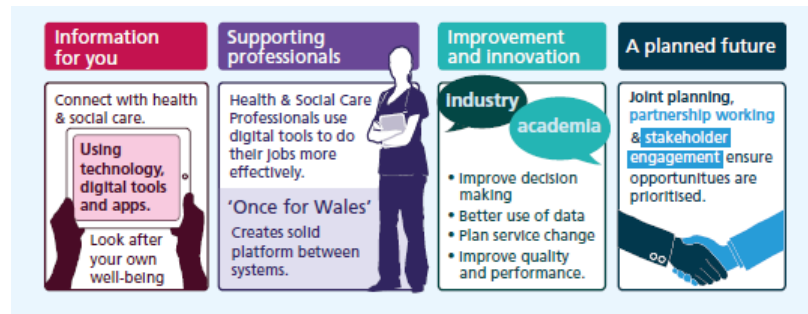 Information
for you
Connect with health
& social care.
Using
technology,
digital tools
and apps.
Look after
your own
well-being
Supporting
professionals
Health & Social Care
Professionals use
digital tools to do
their jobs more
effectively.
‘Once for Wales’
Creates solid
platform between
systems.
Improvement
and innovation
industry
academia
• Improve decision
making
• Better use of data
• Plan service change
• Improve quality
and performance.
A planned future
Joint planning,
partnership working
& stakeholder
engagement ensure
opportunitues are
prioritised.